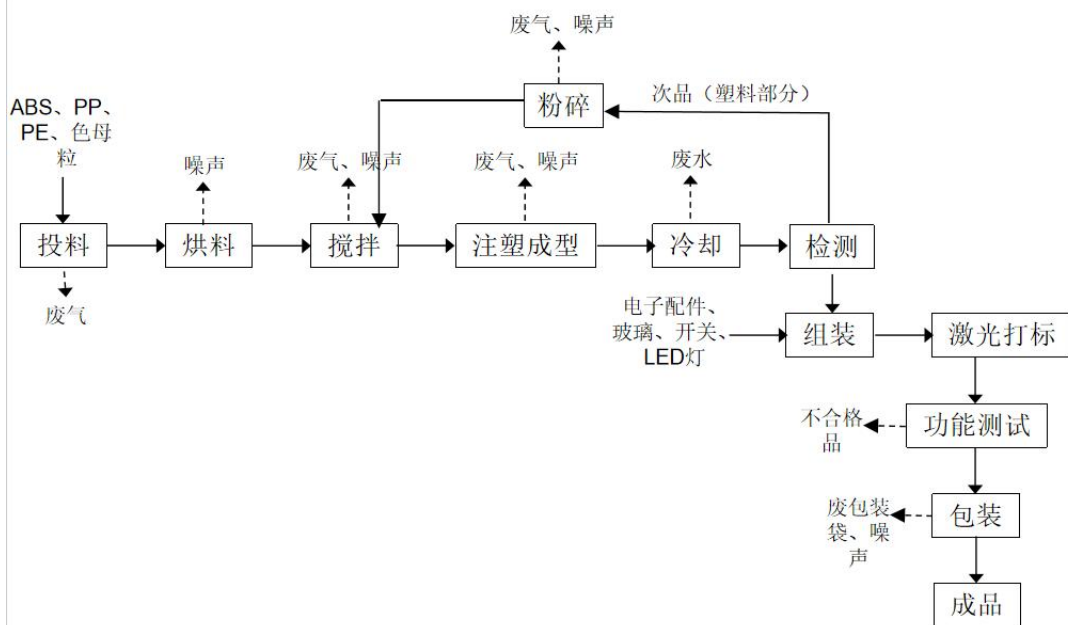 废气、噪声
粉碎
次品（塑料部分）
ABS、PP、
PE、色母
粒
噪声
废气、噪声
废气、噪声
废水
投料
烘料
搅拌
注塑成型
冷却
检测
废气
电子配件、
玻璃、开关、
LED灯
组装
激光打标
不合格
品
功能测试
废包装
袋、噪
声
包装
成品